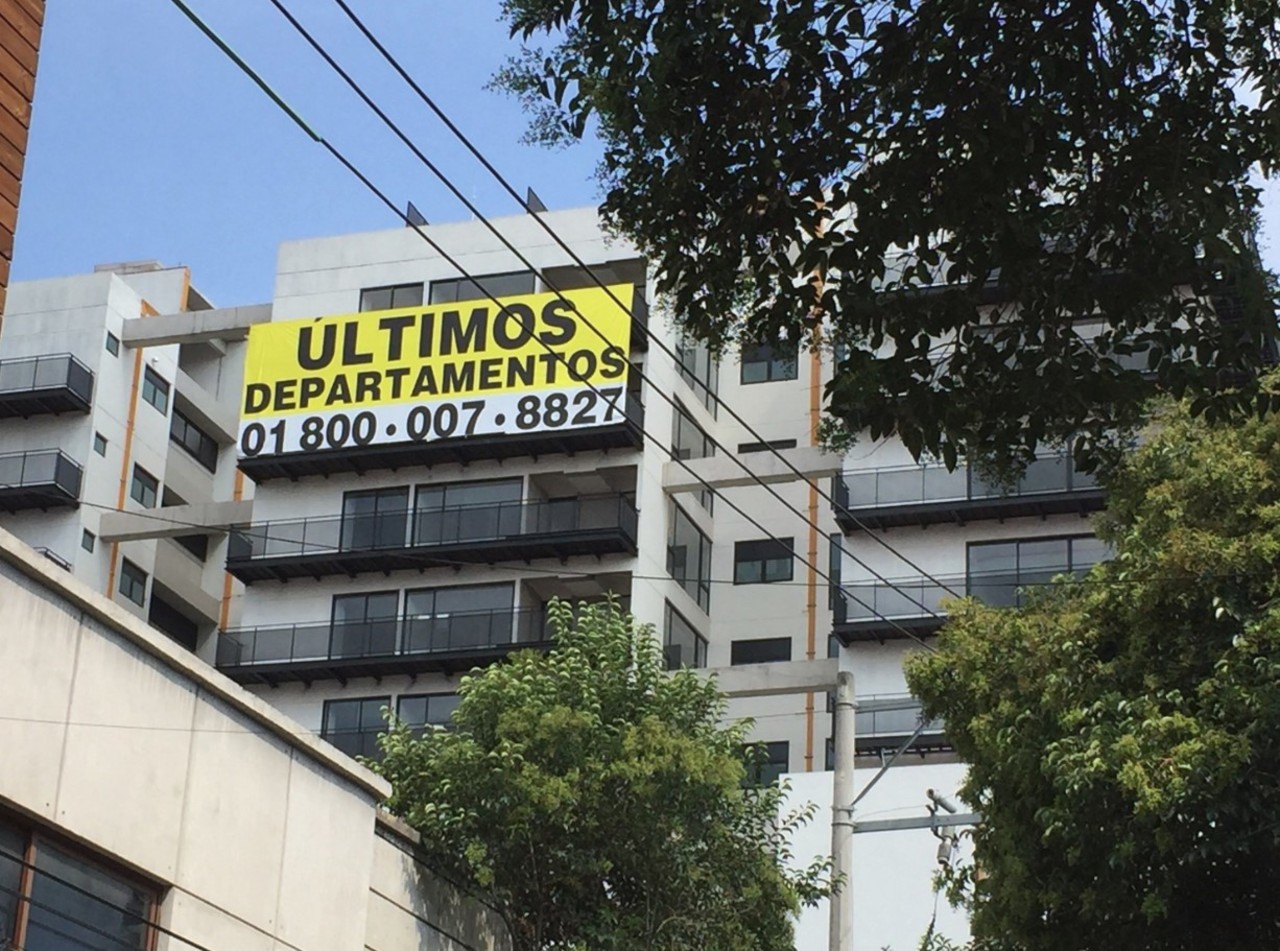 ÚLTIMOS
DEPARTAMENTOS
01 800 • 007 • 8827